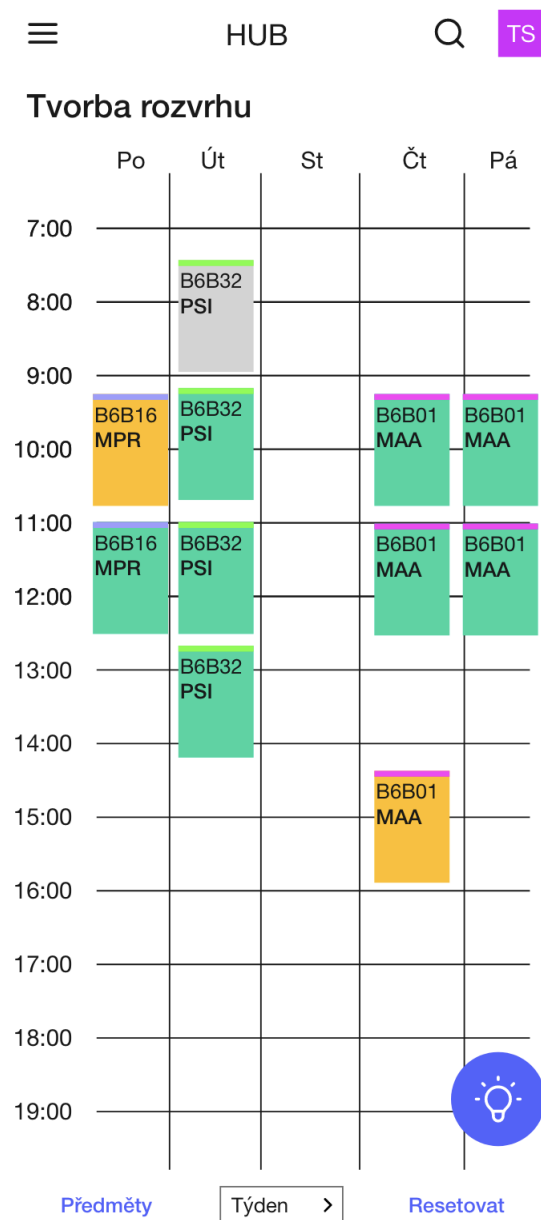 HUB
TS
Tvorba rozvrhu
Po Út St Čt Pá
7:00
B6B32
PSI
8:00
9:00
B6B16 B6B32 B6B01 B6B01
MPR PSI MAA MAA
10:00
11:00
B6B16 B6B32 B6B01 B6B01
MPR PSI MAA MAA
12:00
B6B32
PSI
13:00
14:00
B6B01
MAA
15:00
16:00
17:00
18:00
19:00
Předměty Týden Resetovat